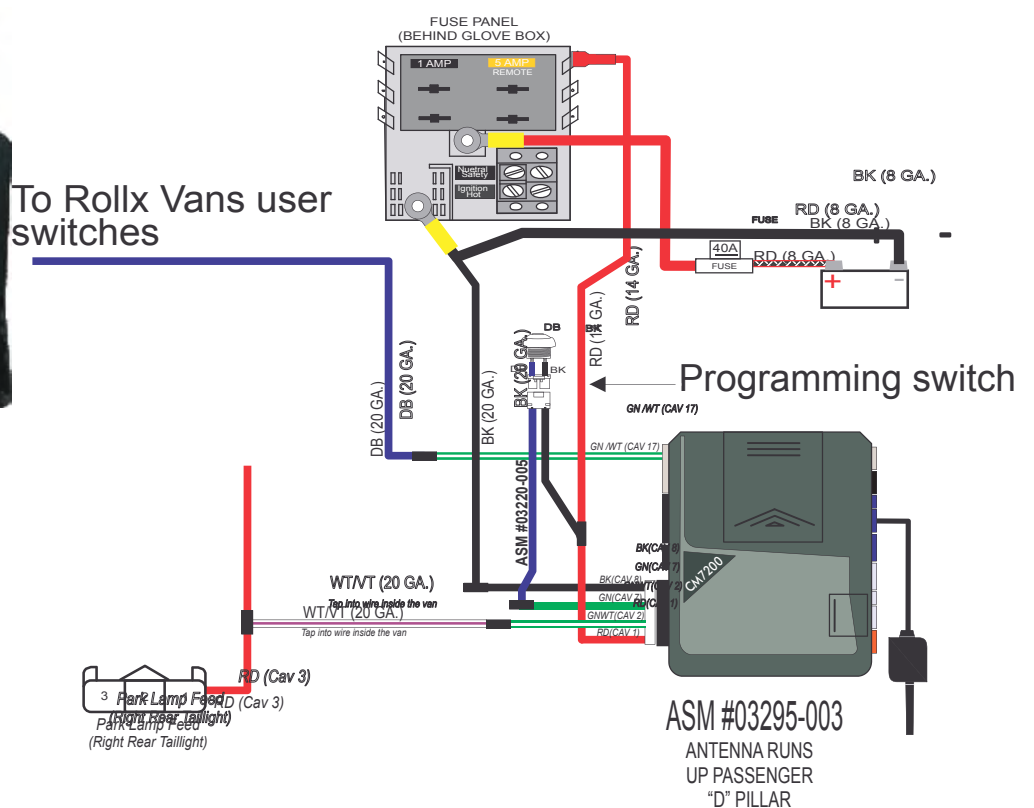 FUSE PANEL
(BEHIND GLOVE BOX)
1 AMP
5 AMP
REMOTE
Nuetral
Safety
Ignition
Hot
To Rollx Vans user
switches
BK (8 GA.)
RD (8 GA.)
BK (8 GA.)
FUSE
40A
FUSE
RD (8 GA.)
+
-
-
RD (14 GA.)
RD (14 GA.)
DB
BK
BK
BK (20 GA.)
BK (20 GA.)
DB (20 GA.)
DB (20 GA.)
Programming switch
GN /WT (CAV 17)
GN /WT (CAV 17)
ASM #03220-005
BK(CAV 8)
GN(CAV 7)
BK(CAV 8)
GN(CAV 7)
GNWT(CAV 2)
RD(CAV 1)
CM7200
WT/VT (20 GA.)
Tap into wire inside the van
WT/VT (20 GA.)
Tap into wire inside the van
RD (Cav 3)
RD (Cav 3)
3
1
Park Lamp Feed
(Right Rear Taillight)
Park Lamp Feed
(Right Rear Taillight)
ASM #03295-003
ANTENNA RUNS
UP PASSENGER
“D” PILLAR